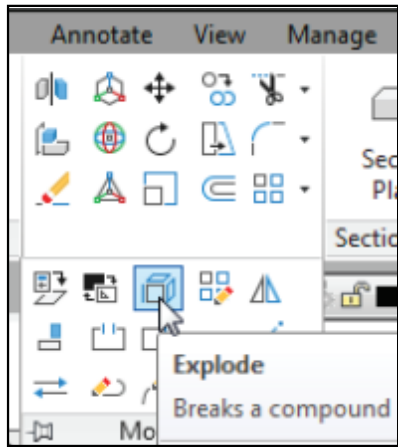 Annotate View Manage
Sec
Pla
Sectio
Explode
Breaks a compound
Mo